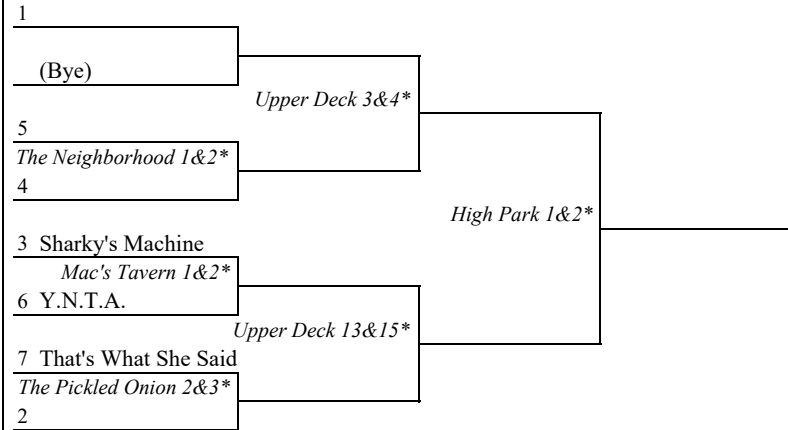 1
(Bye)
Upper Deck 3&4*
5
The Neighborhood 1&2*
4
High Park 1&2*
3 Sharky's Machine
Mac's Tavern 1&2*
6 Y.N.T.A.
Upper Deck 13&15*
7 That's What She Said
The Pickled Onion 2&3*
2